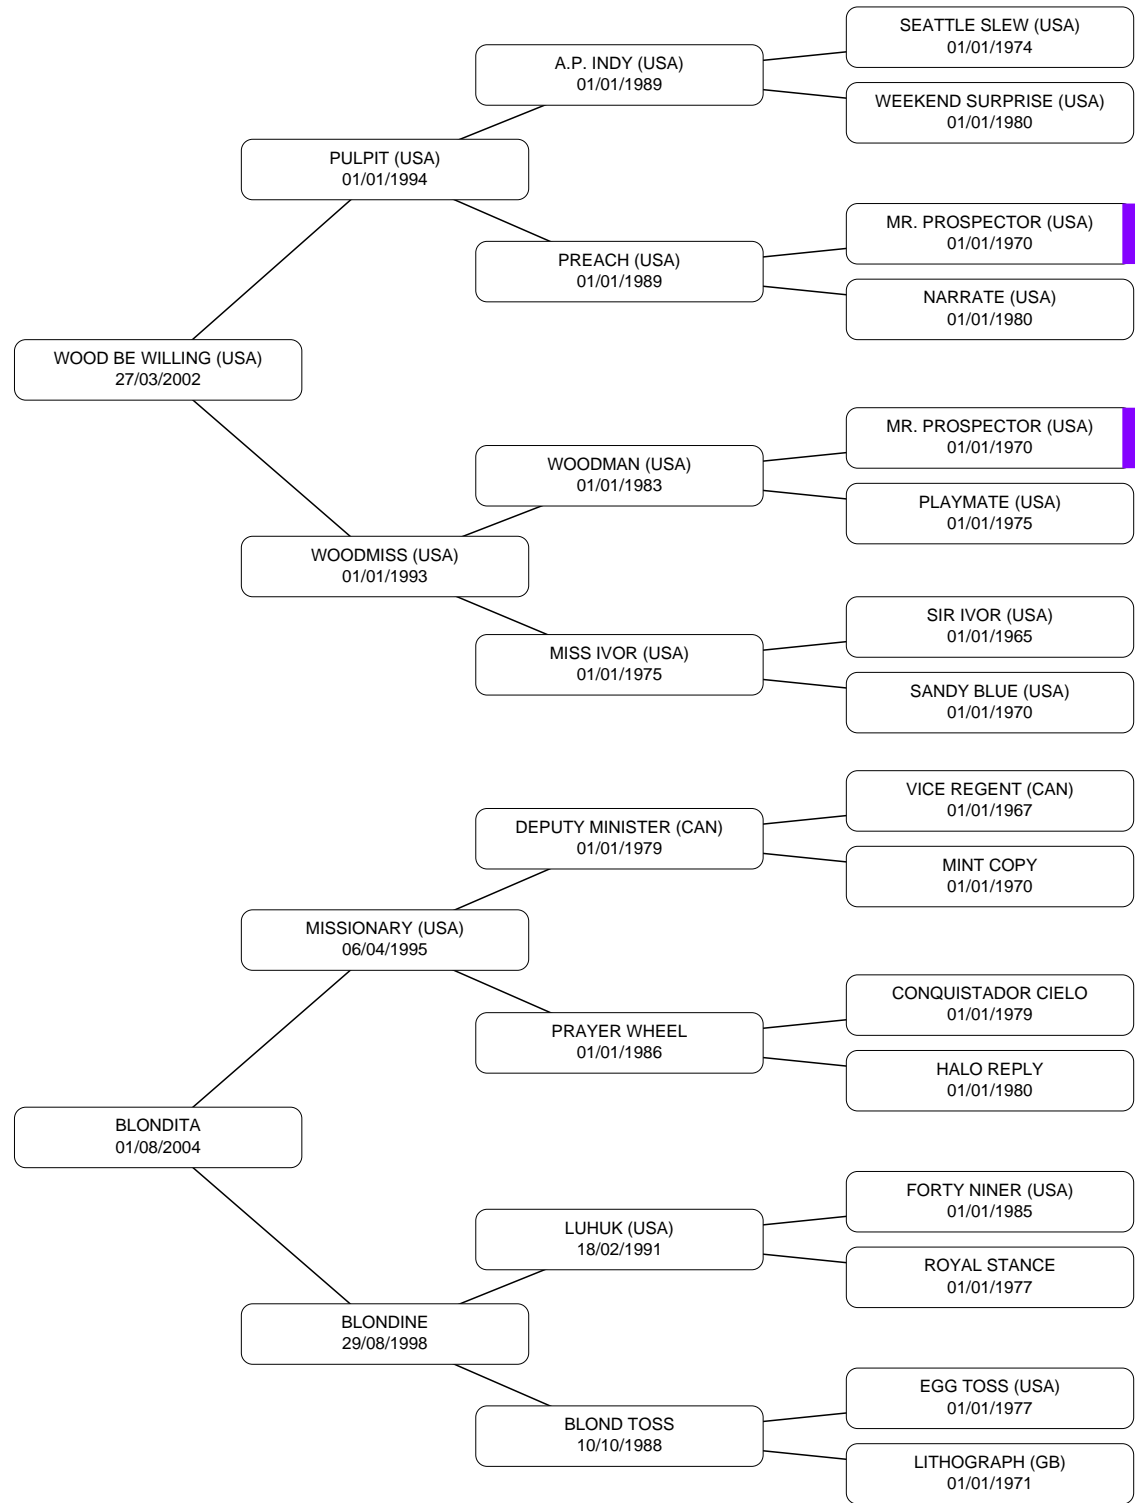 SEATTLE SLEW (USA)
01/01/1974
A.P. INDY (USA)
01/01/1989
WEEKEND SURPRISE (USA)
01/01/1980
PULPIT (USA)
01/01/1994
MR. PROSPECTOR (USA)
01/01/1970
PREACH (USA)
01/01/1989
NARRATE (USA)
01/01/1980
WOOD BE WILLING (USA)
27/03/2002
MR. PROSPECTOR (USA)
01/01/1970
WOODMAN (USA)
01/01/1983
PLAYMATE (USA)
01/01/1975
WOODMISS (USA)
01/01/1993
SIR IVOR (USA)
01/01/1965
MISS IVOR (USA)
01/01/1975
SANDY BLUE (USA)
01/01/1970
VICE REGENT (CAN)
01/01/1967
DEPUTY MINISTER (CAN)
01/01/1979
MINT COPY
01/01/1970
MISSIONARY (USA)
06/04/1995
CONQUISTADOR CIELO
01/01/1979
PRAYER WHEEL
01/01/1986
HALO REPLY
01/01/1980
BLONDITA
01/08/2004
FORTY NINER (USA)
01/01/1985
LUHUK (USA)
18/02/1991
ROYAL STANCE
01/01/1977
BLONDINE
29/08/1998
EGG TOSS (USA)
01/01/1977
BLOND TOSS
10/10/1988
LITHOGRAPH (GB)
01/01/1971